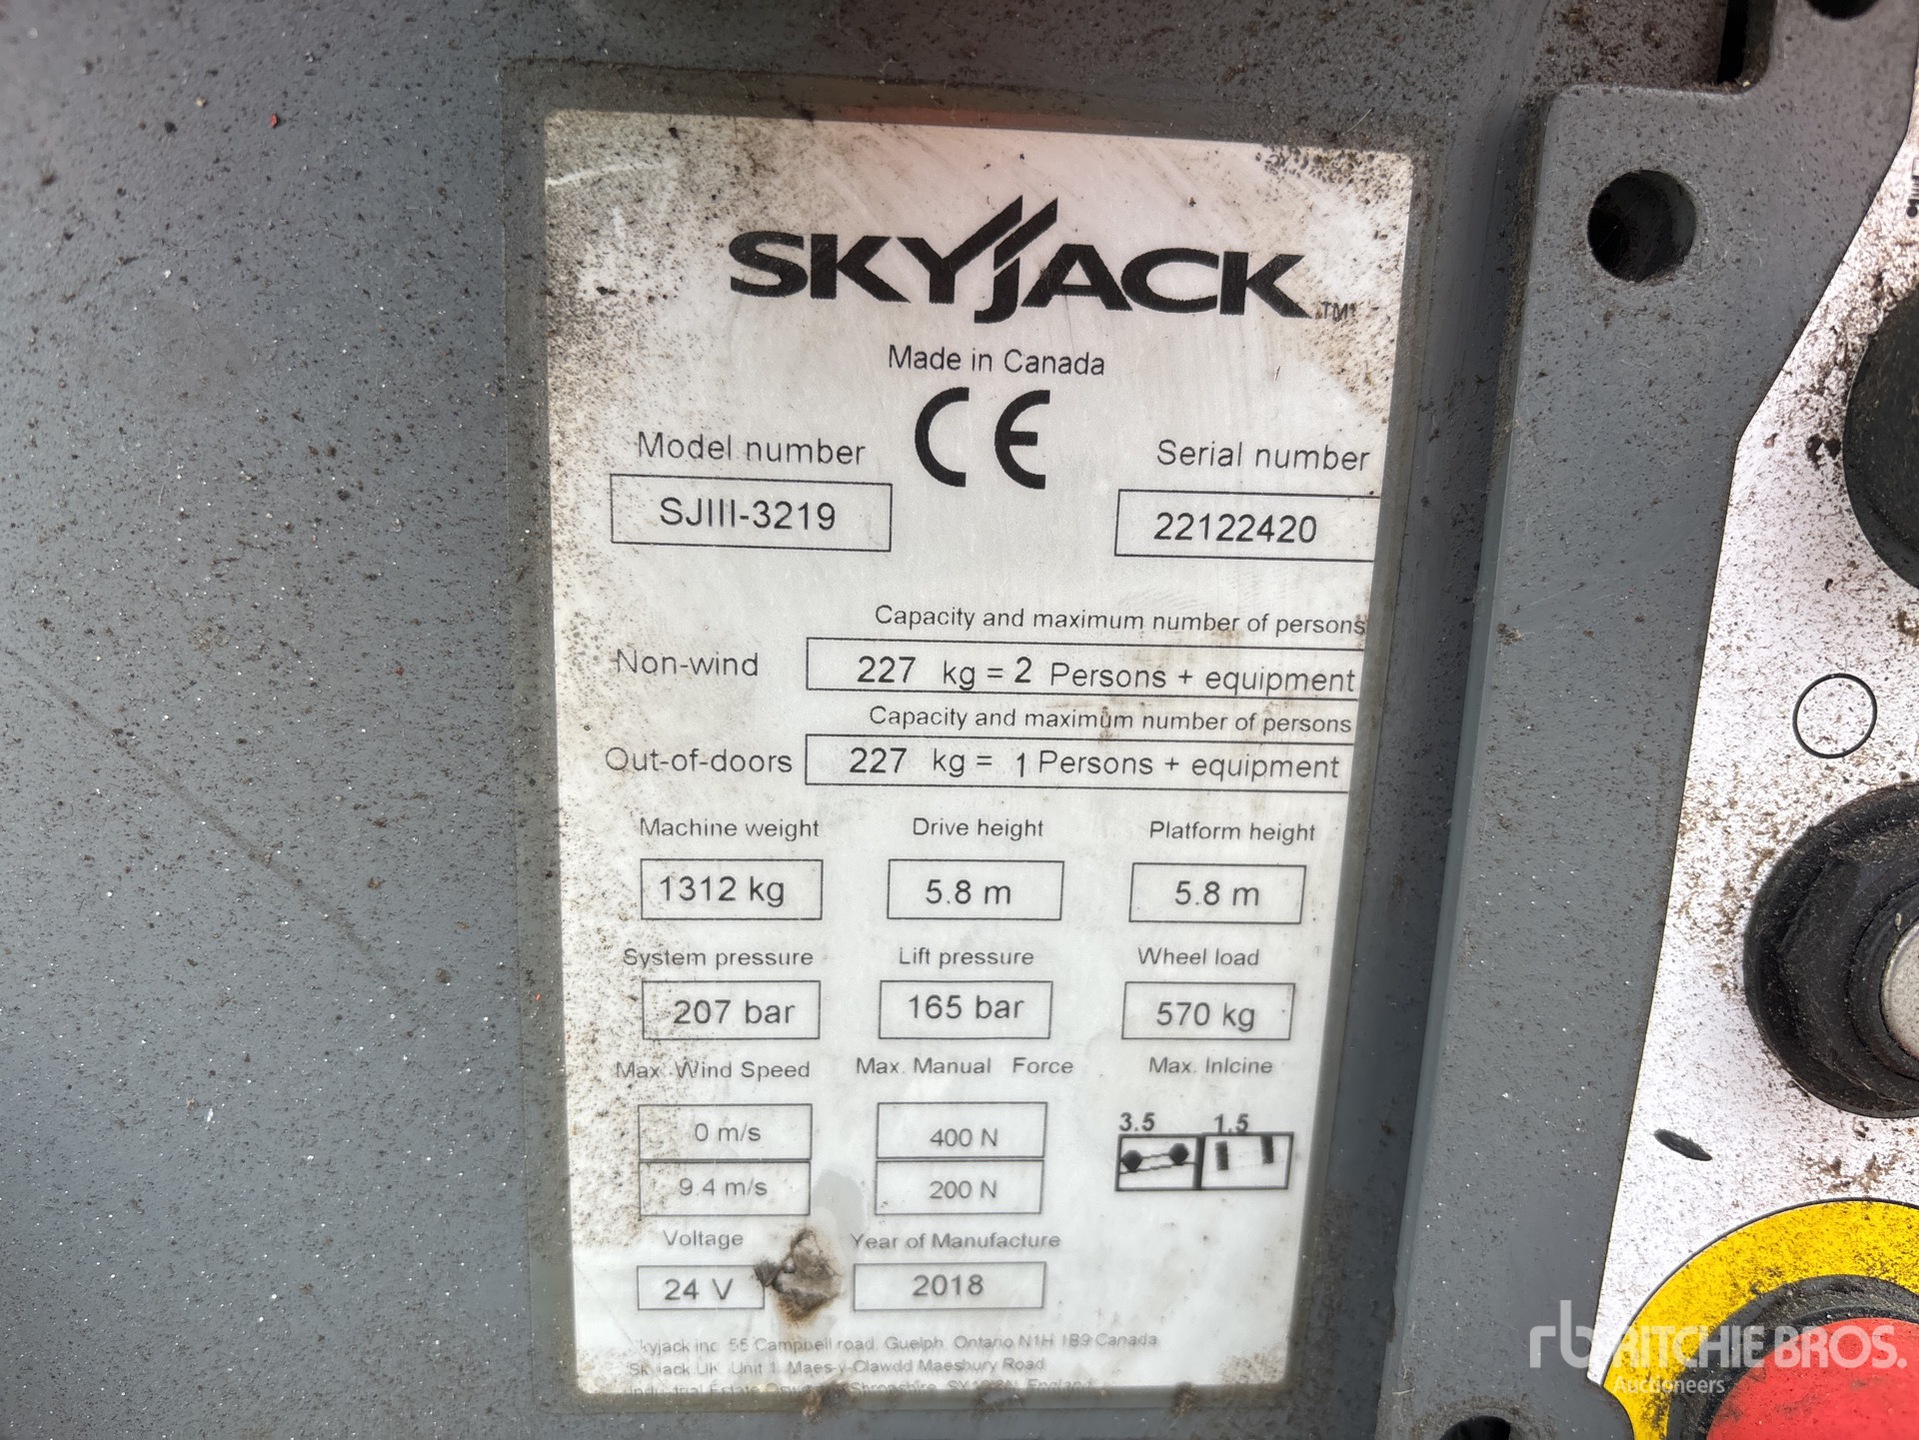 SKYJACK TM
Made in Canada
CE
Model number
Serial number
SJIII-3219
22122420
Capacity and maximum number of persons
Non-wind
227 kg = 2 Persons + equipment
Capacity and maximum number of persons
Out-of-doors
227 kg = 1 Persons + equipment
Machine weight
Drive height
Platform height
1312 kg
5.8 m
5.8 m
System pressure
Lift pressure
Wheel load
207 bar
165 bar
570 kg
Max. Wind Speed
Max. Manual Force
Max. Inlcine
0 m/s
400 N
3.5 1.5
9.4 m/s
200 N
Voltage
Year of Manufacture
24 V
2018
Skyjack inc 55 Campbell road, Guelph, Ontario N1H 1B9 Canada
Skyjack UK Unit 1 Maes-y-Clawdd Maesbury Road
Industrial Estate Shropshire England
rb RITCHIE BROS.
Auctioneers